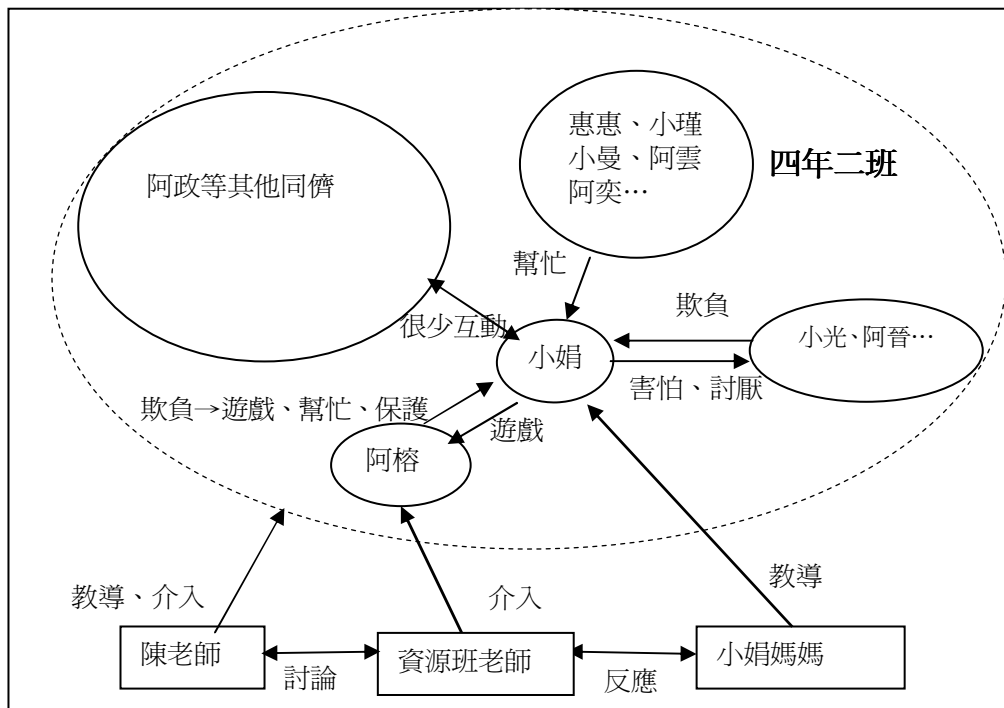 惠惠、小瑾
小曼、阿雲
阿奕…
四年二班
阿政等其他同儕
幫忙
欺負
很少互動
小娟
小光、阿晉…
害怕、討厭
欺負→遊戲、幫忙、保護
遊戲
阿榕
教導、介入
介入
教導
陳老師
資源班老師
小娟媽媽
討論
反應